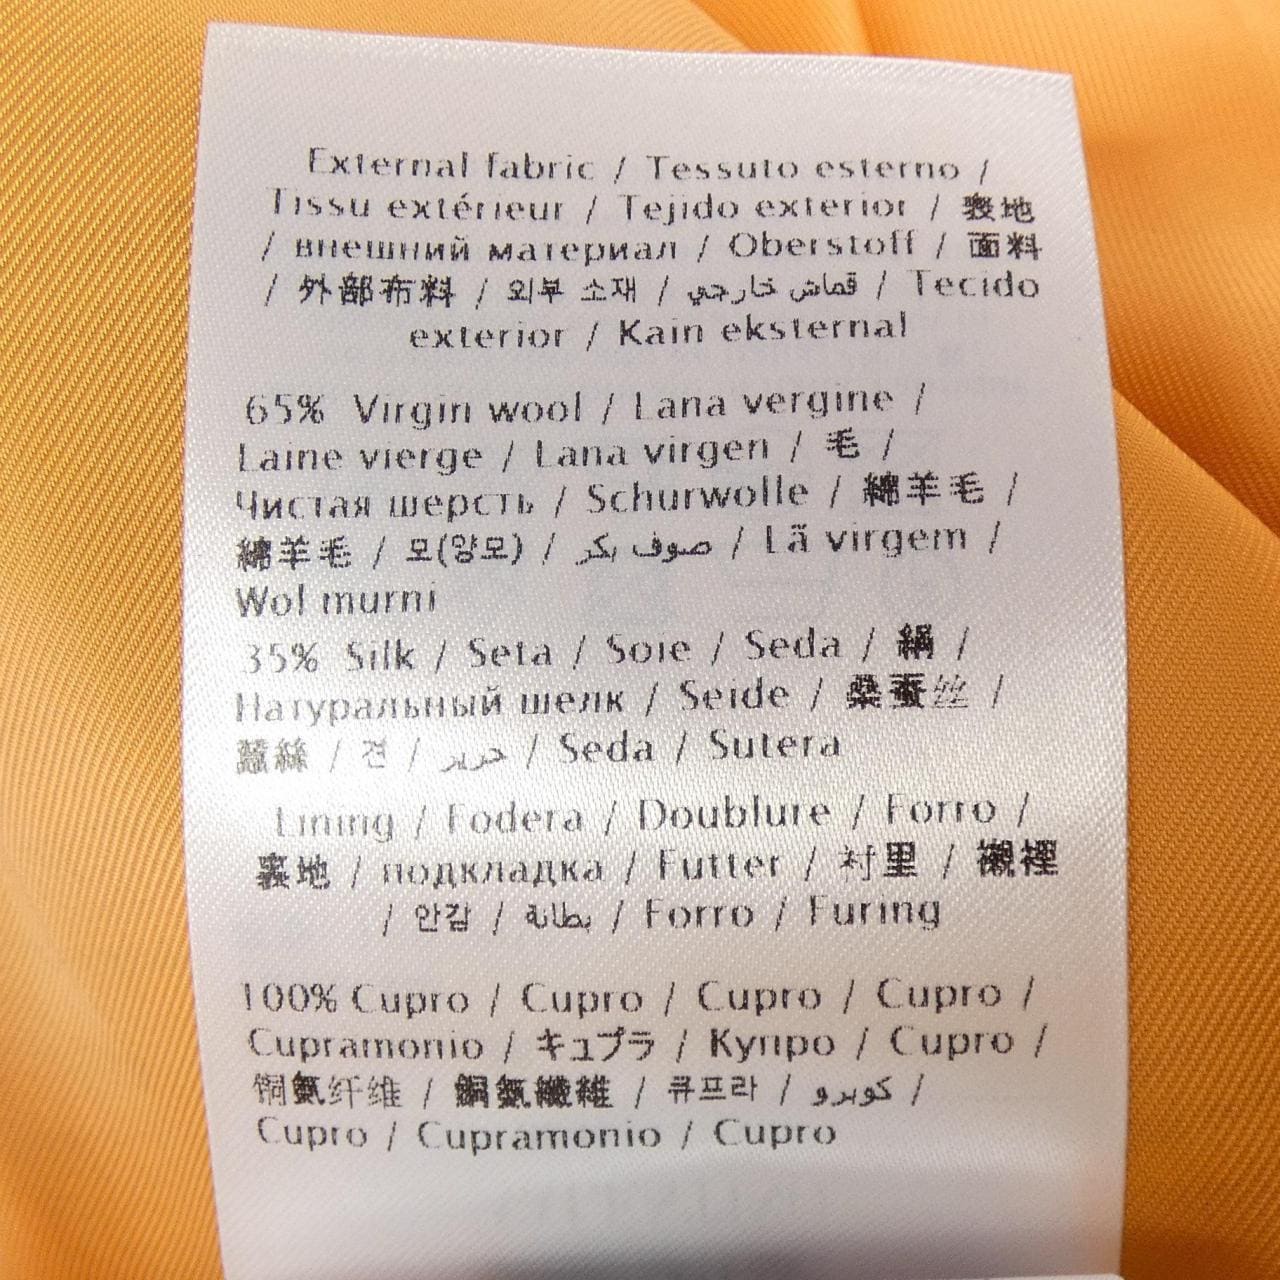 External fabric / Tessuto esterno /
Tissu extérieur / Tejido exterior / 表地
/ внешний материал / Oberstoff / 面料
/ 外部布料 / 외부 소재 / قماش خارجي / Tecido
exterior / Kain eksternal
65% Virgin wool / Lana vergine /
Laine vierge / Lana virgen / 毛 /
Чистая шерсть / Schurwolle / 綿羊毛 /
綿羊毛 / 모(양모) / صوف بكر / Lã virgem /
Wol murni
35% Silk / Seta / Soie / Seda / 絹 /
Натуральный шелк / Seide / 桑蚕丝 /
蠶絲 / 견 / حرير / Seda / Sutera
Lining / Fodera / Doublure / Forro /
裏地 / подкладка / Futter / 衬里 / 襯裡
/ 안감 / بطانة / Forro / Furing
100% Cupro / Cupro / Cupro / Cupro /
Cupramonio / キュプラ / Купро / Cupro /
铜氨纤维 / 銅氨纖維 / 큐프라 / كوبرو /
Cupro / Cupramonio / Cupro